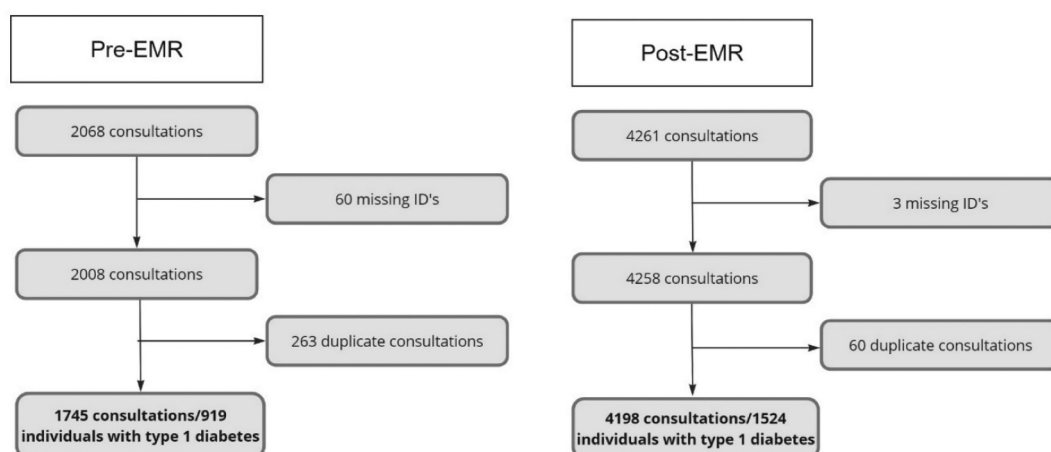 Pre-EMR
2068 consultations
60 missing ID's
2008 consultations
263 duplicate consultations
1745 consultations/919
individuals with type 1 diabetes
Post-EMR
4261 consultations
3 missing ID's
4258 consultations
60 duplicate consultations
4198 consultations/1524
individuals with type 1 diabetes